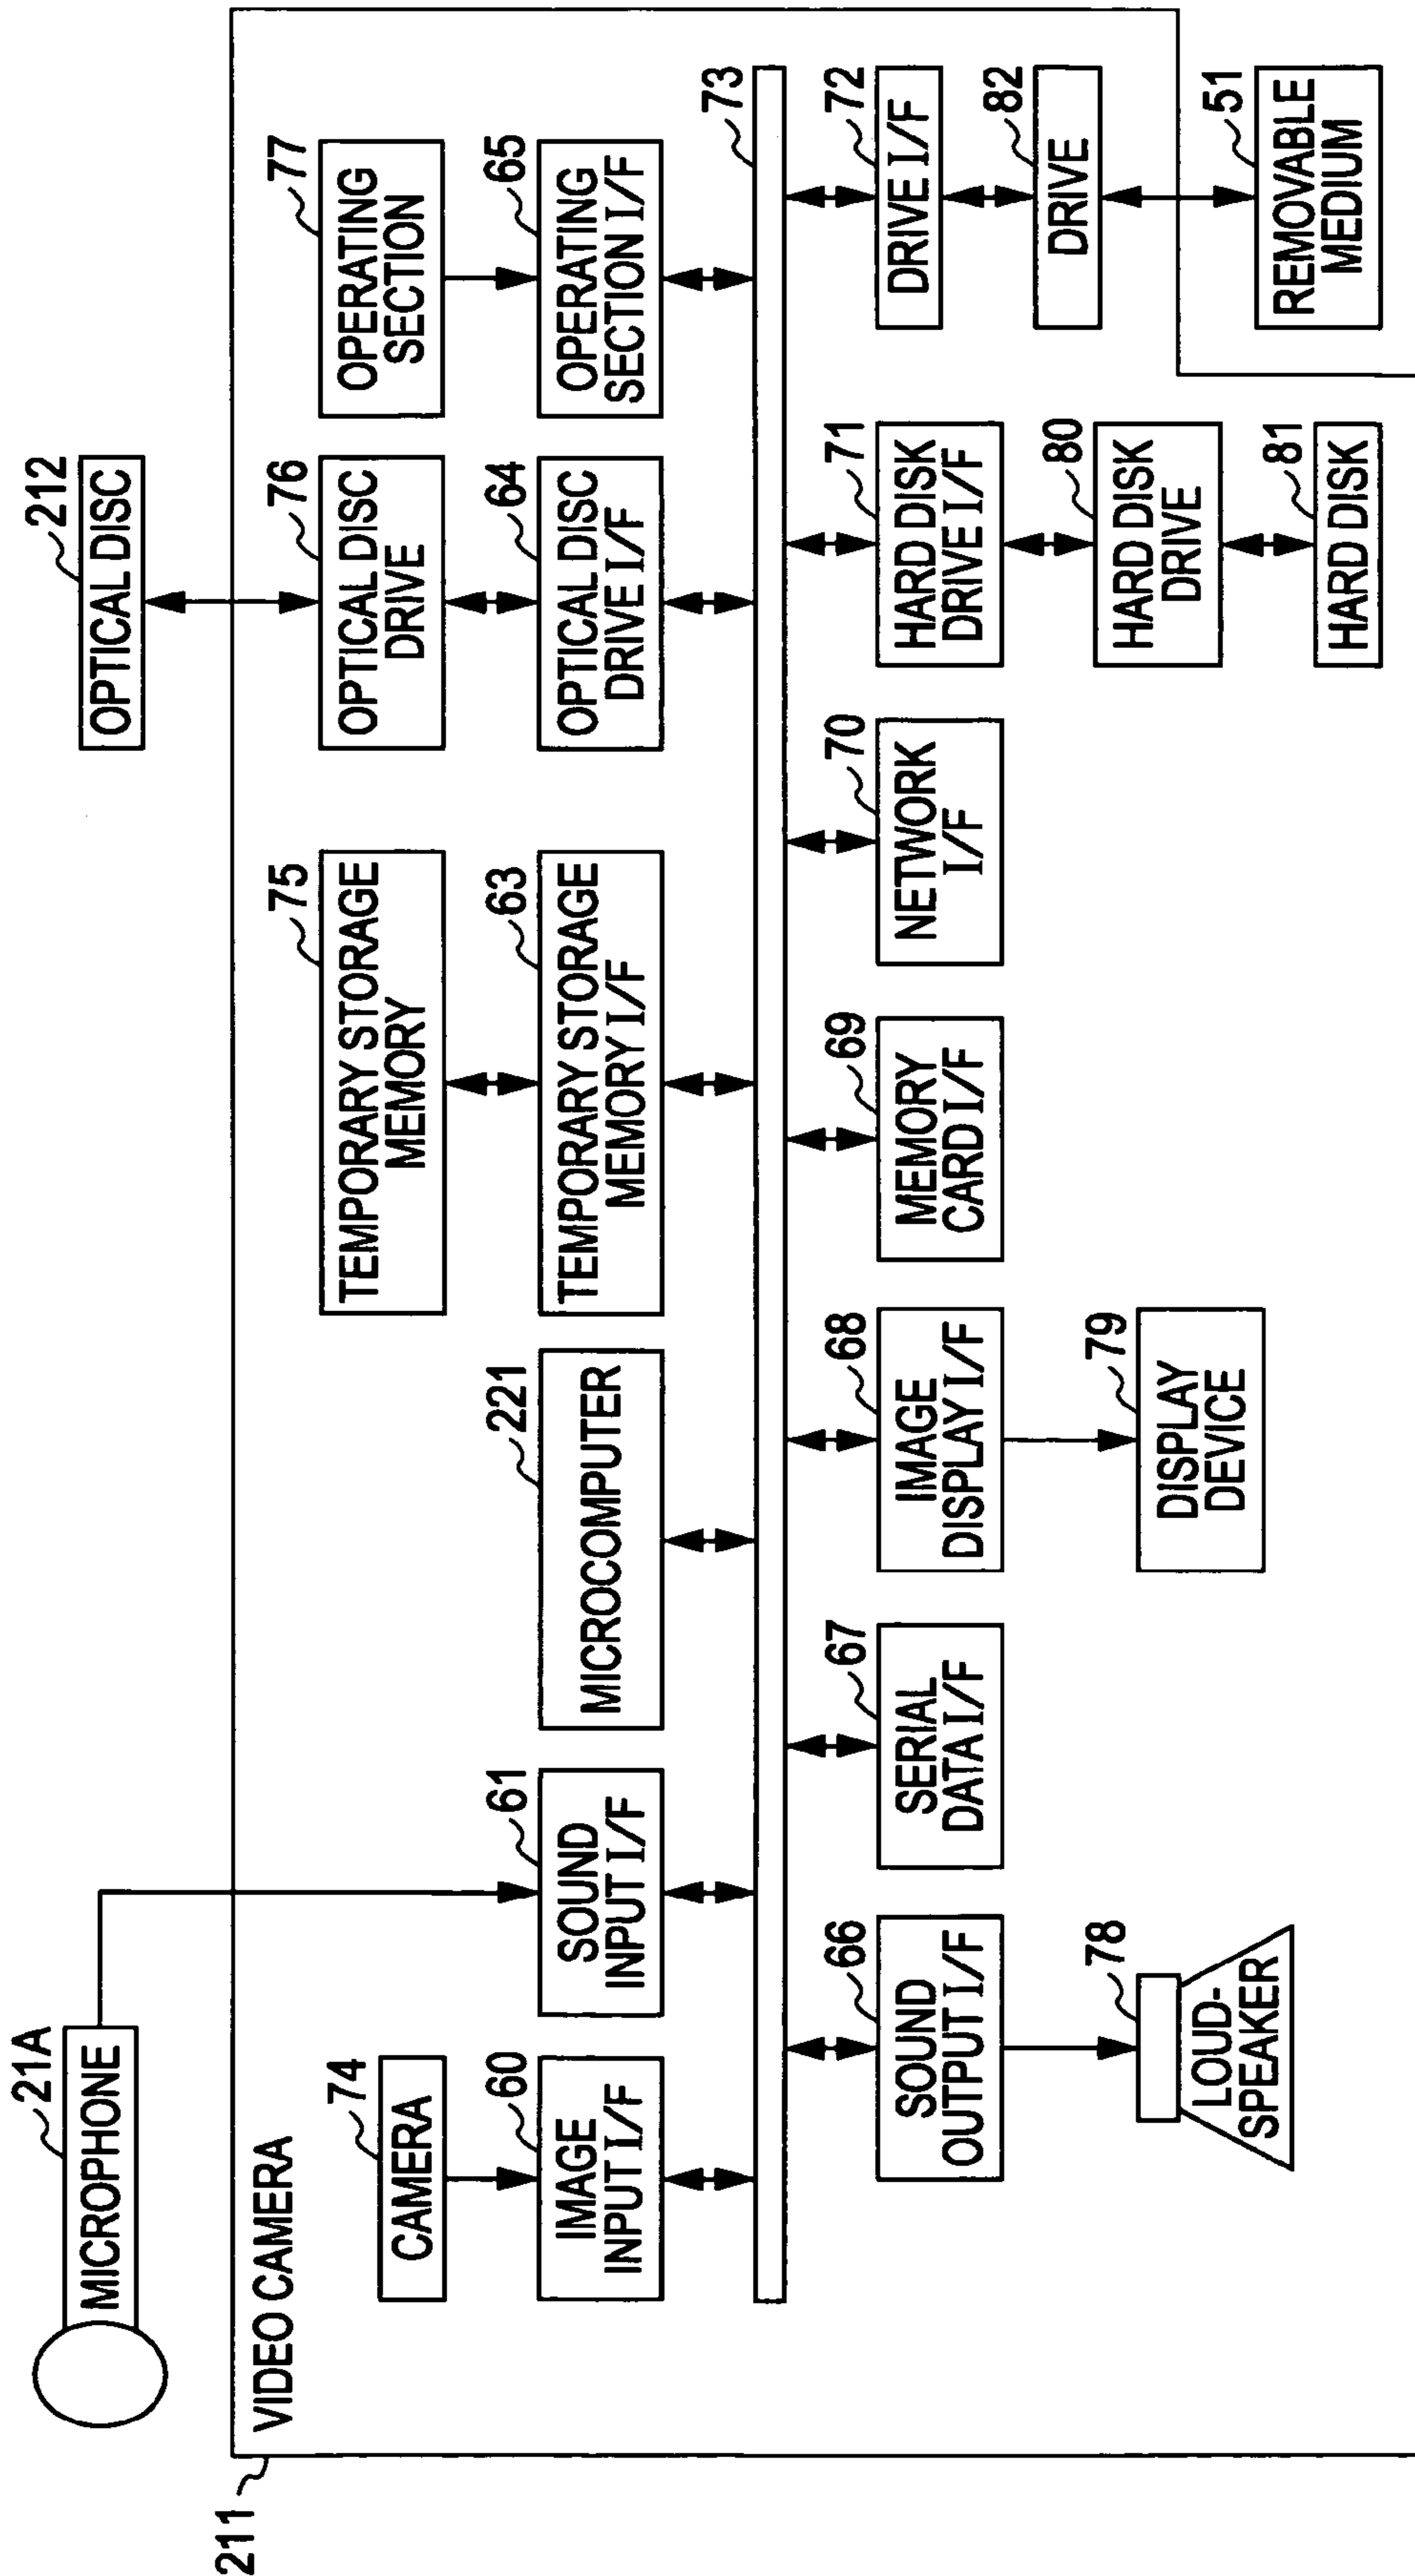 21A
MICROPHONE
212
OPTICAL DISC
211
VIDEO CAMERA
74
CAMERA
75
TEMPORARY STORAGE
MEMORY
76
OPTICAL DISC
DRIVE
77
OPERATING
SECTION
60
IMAGE
INPUT I/F
61
SOUND
INPUT I/F
221
MICROCOMPUTER
63
TEMPORARY STORAGE
MEMORY I/F
64
OPTICAL DISC
DRIVE I/F
65
OPERATING
SECTION I/F
73
66
SOUND
OUTPUT I/F
67
SERIAL
DATA I/F
68
IMAGE
DISPLAY I/F
69
MEMORY
CARD I/F
70
NETWORK
I/F
71
HARD DISK
DRIVE I/F
72
DRIVE I/F
78
LOUD-
SPEAKER
79
DISPLAY
DEVICE
80
HARD DISK
DRIVE
82
DRIVE
81
HARD DISK
51
REMOVABLE
MEDIUM